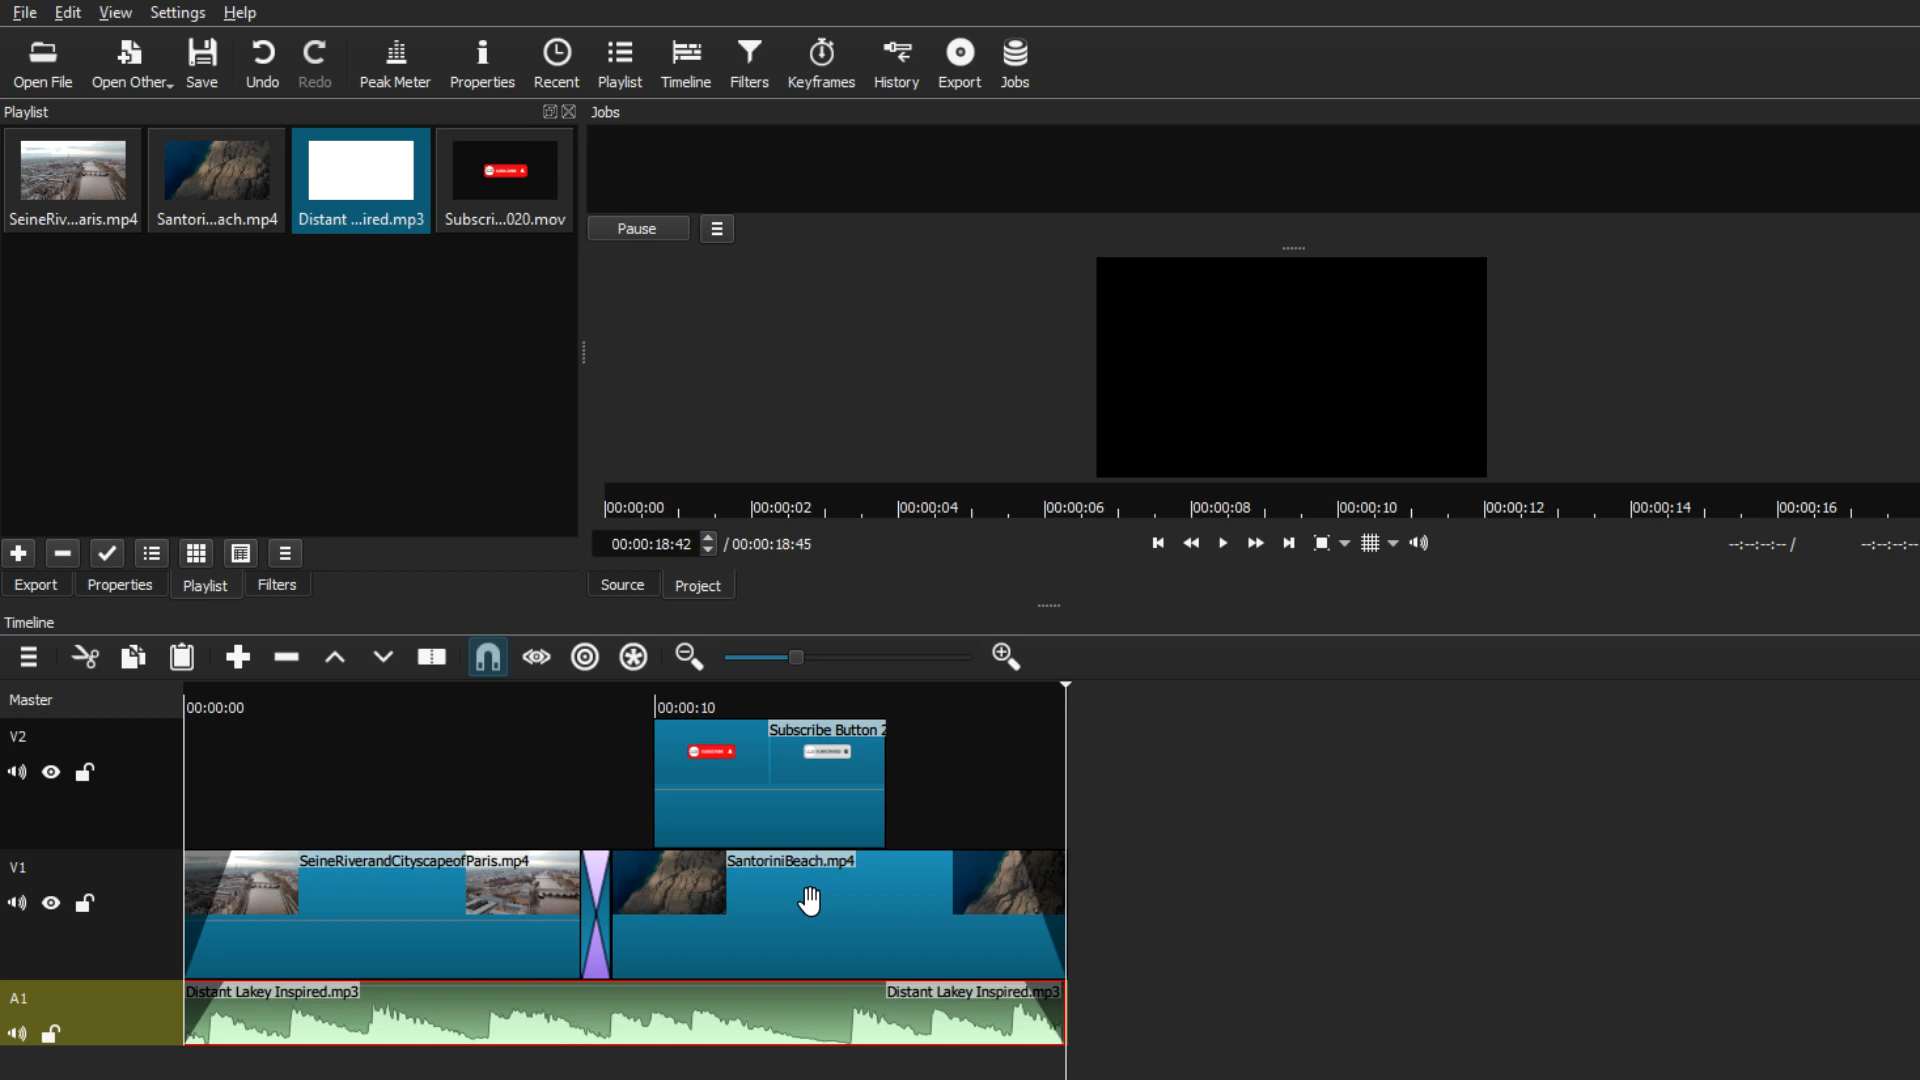 File Edit View Settings Help
Open File Open Other Save Undo Redo Peak Meter Properties Recent Playlist Timeline Filters Keyframes History Export Jobs
Playlist
Jobs
SeineRiv...aris.mp4 Santori...ach.mp4 Distant ...ired.mp3 Subscri...020.mov
Pause
00:00:00 00:00:02 00:00:04 00:00:06 00:00:08 00:00:10 00:00:12 00:00:14 00:00:16
00:00:18:42 / 00:00:18:45 --:--:--:-- / --:--:--:--
Export Properties Playlist Filters
Source Project
Timeline
Master
00:00:00 00:00:10
V2
Subscribe Button 2
V1
SeineRiverandCityscapeofParis.mp4
SantoriniBeach.mp4
A1
Distant Lakey Inspired.mp3
Distant Lakey Inspired.mp3